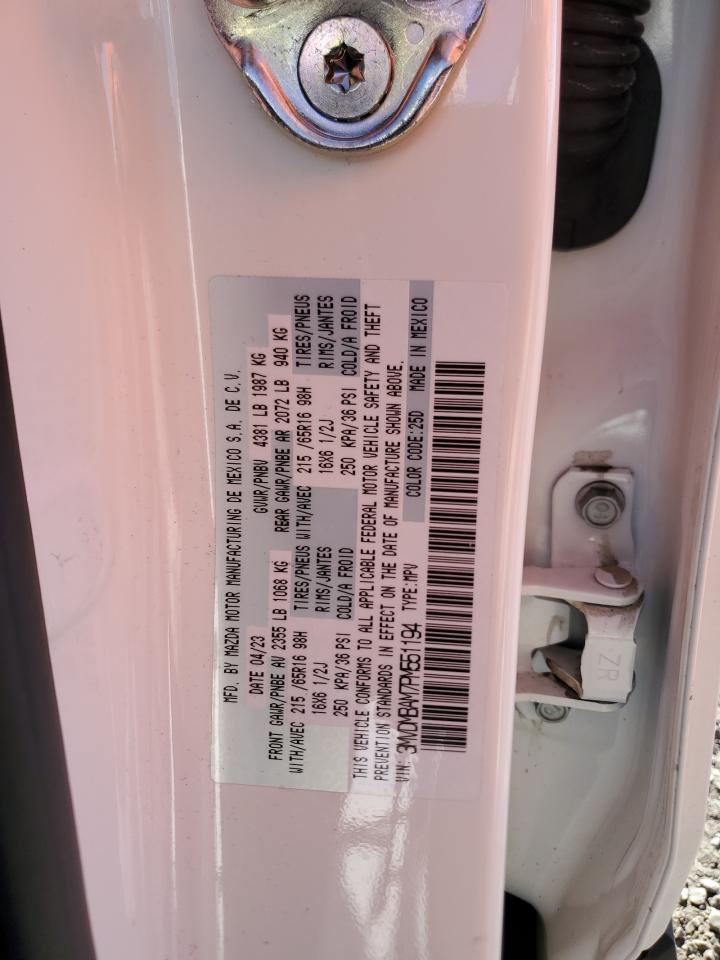 MFD. BY MAZDA MOTOR MANUFACTURING DE MEXICO S.A. DE C.V.
DATE 04/23 GVWR/PNBV 4381 LB 1987 KG
FRONT GAWR/PNBE AV 2355 LB 1068 KG REAR GAWR/PNBE AR 2072 LB 940 KG
WITH/AVEC 215 /65R16 98H TIRES/PNEUS WITH/AVEC 215 /65R16 98H TIRES/PNEUS
16X6 1/2J RIMS/JANTES 16X6 1/2J RIMS/JANTES
250 KPA/36 PSI COLD/A FROID 250 KPA/36 PSI COLD/A FROID
THIS VEHICLE CONFORMS TO ALL APPLICABLE FEDERAL MOTOR VEHICLE SAFETY AND THEFT
PREVENTION STANDARDS IN EFFECT ON THE DATE OF MANUFACTURE SHOWN ABOVE.
VIN: 3MVDMBAM7PM551194 TYPE:MPV COLOR CODE:25D MADE IN MEXICO
ZR